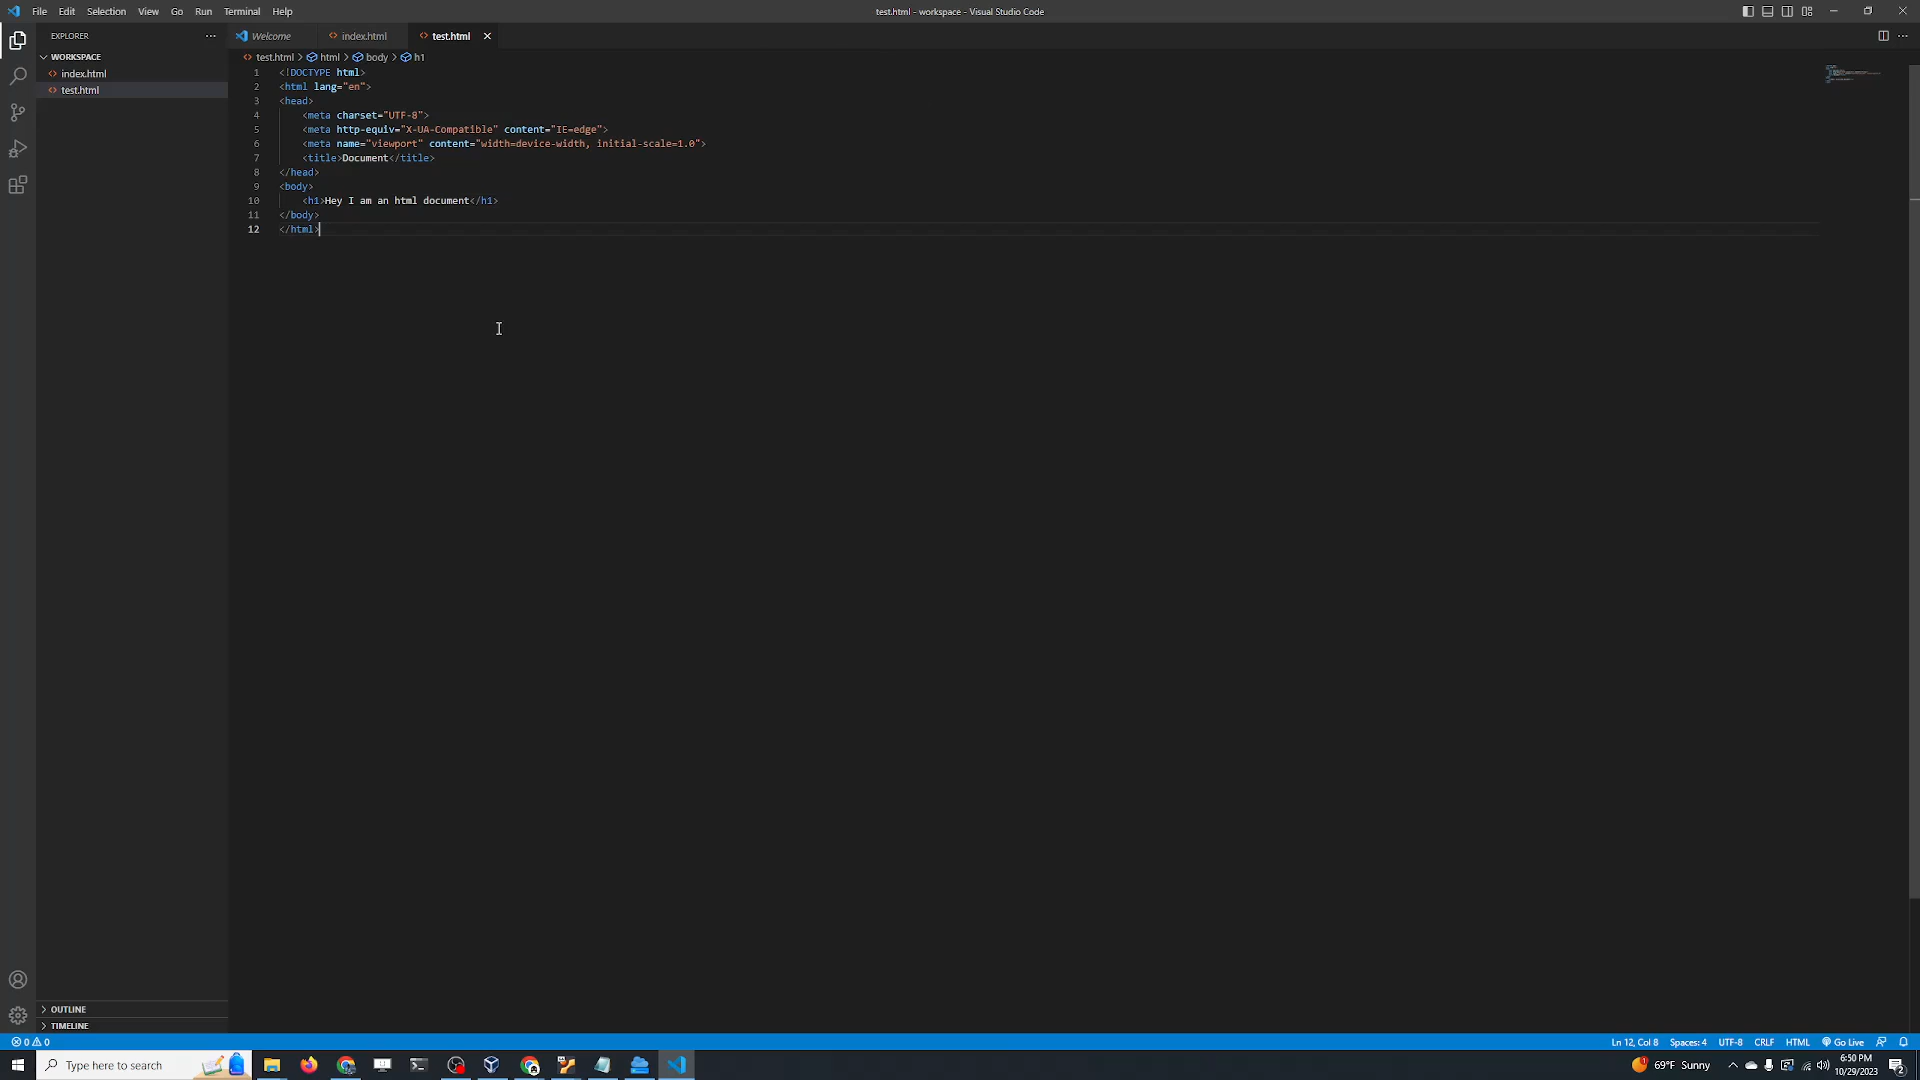 File Edit Selection View Go Run Terminal Help
test.html - workspace - Visual Studio Code
EXPLORER
Welcome
index.html
test.html
WORKSPACE
index.html
test.html
test.html > html > body > h1
1 <!DOCTYPE html>
2 <html lang="en">
3 <head>
4 <meta charset="UTF-8">
5 <meta http-equiv="X-UA-Compatible" content="IE=edge">
6 <meta name="viewport" content="width=device-width, initial-scale=1.0">
7 <title>Document</title>
8 </head>
9 <body>
10 <h1>Hey I am an html document</h1>
11 </body>
12 </html>
OUTLINE
TIMELINE
0 0
Ln 12, Col 8 Spaces: 4 UTF-8 CRLF HTML Go Live
Type here to search
69°F Sunny
6:50 PM
10/29/2023
2